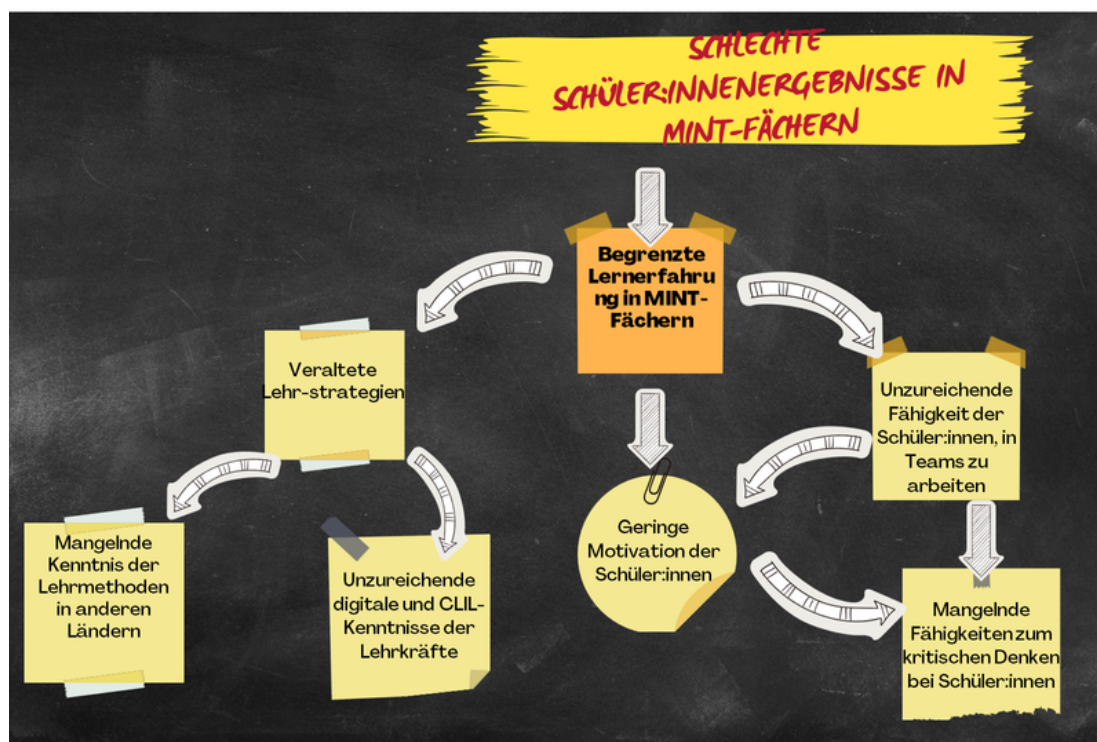 SCHLECHTE
SCHÜLER:INNENERGEBNISSE IN
MINT-FÄCHERN
Begrenzte
Lernerfahru
ng in MINT-
Fächern
Veraltete
Lehr-strategien
Unzureichende
Fähigkeit der
Schüler:innen, in
Teams zu
arbeiten
Mangelnde
Kenntnis der
Lehrmethoden
in anderen
Ländern
Unzureichende
digitale und CLIL-
Kenntnisse der
Lehrkräfte
Geringe
Motivation der
Schüler:innen
Mangelnde
Fähigkeiten zum
kritischen Denken
bei Schüler:innen